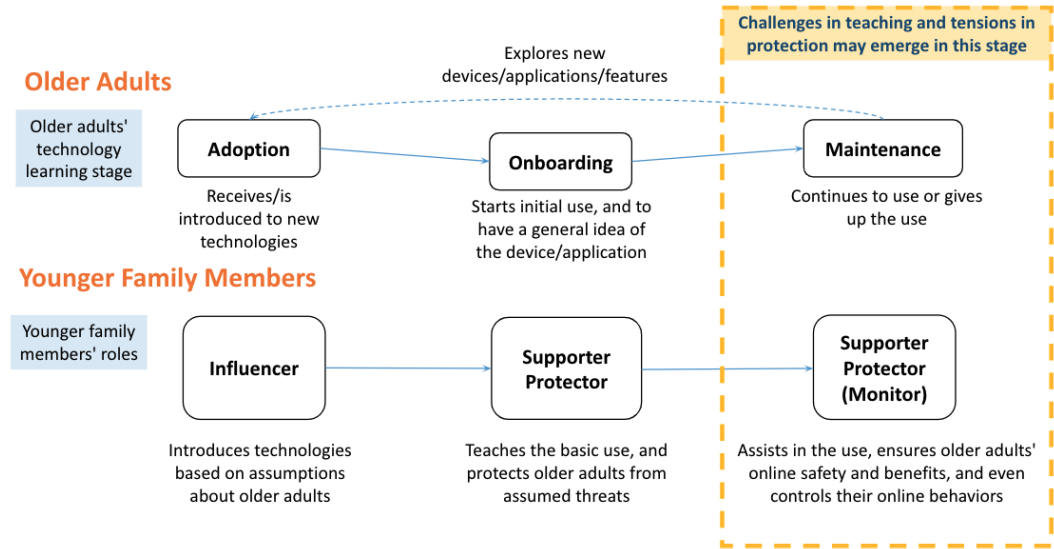 Challenges in teaching and tensions in
protection may emerge in this stage
Explores new
devices/applications/features
Older Adults
Older adults'
technology
learning stage
Adoption
Onboarding
Maintenance
Receives/is
introduced to new
technologies
Starts initial use, and to
have a general idea of
the device/application
Continues to use or gives
up the use
Younger Family Members
Younger family
members' roles
Influencer
Supporter
Protector
Supporter
Protector
(Monitor)
Introduces technologies
based on assumptions
about older adults
Teaches the basic use, and
protects older adults from
assumed threats
Assists in the use, ensures older adults'
online safety and benefits, and even
controls their online behaviors